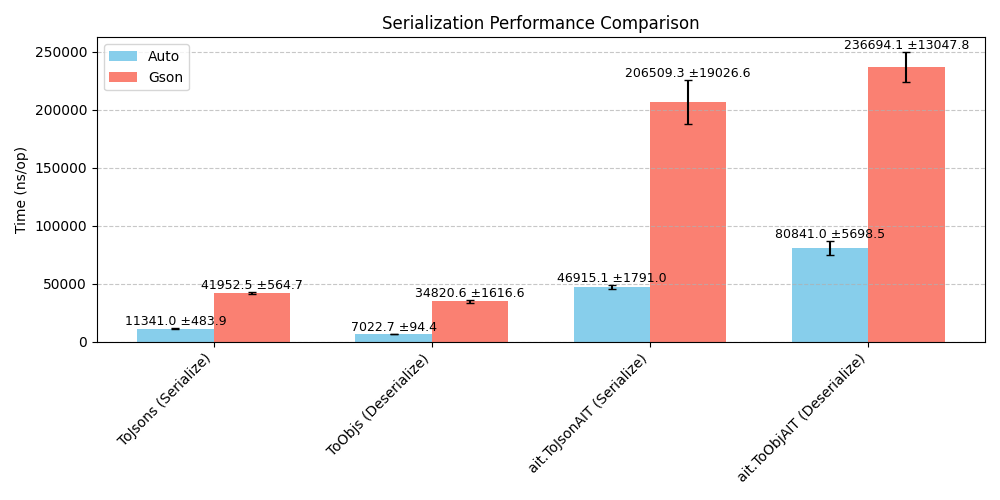 Serialization Performance Comparison
Auto
Gson
Time (ns/op)
250000
200000
150000
100000
50000
0
11341.0 ±483.9
41952.5 ±564.7
7022.7 ±94.4
34820.6 ±1616.6
46915.1 ±1791.0
206509.3 ±19026.6
80841.0 ±5698.5
236694.1 ±13047.8
ToJsons (Serialize)
ToObjs (Deserialize)
ait.ToJsonAIT (Serialize)
ait.ToObjAIT (Deserialize)